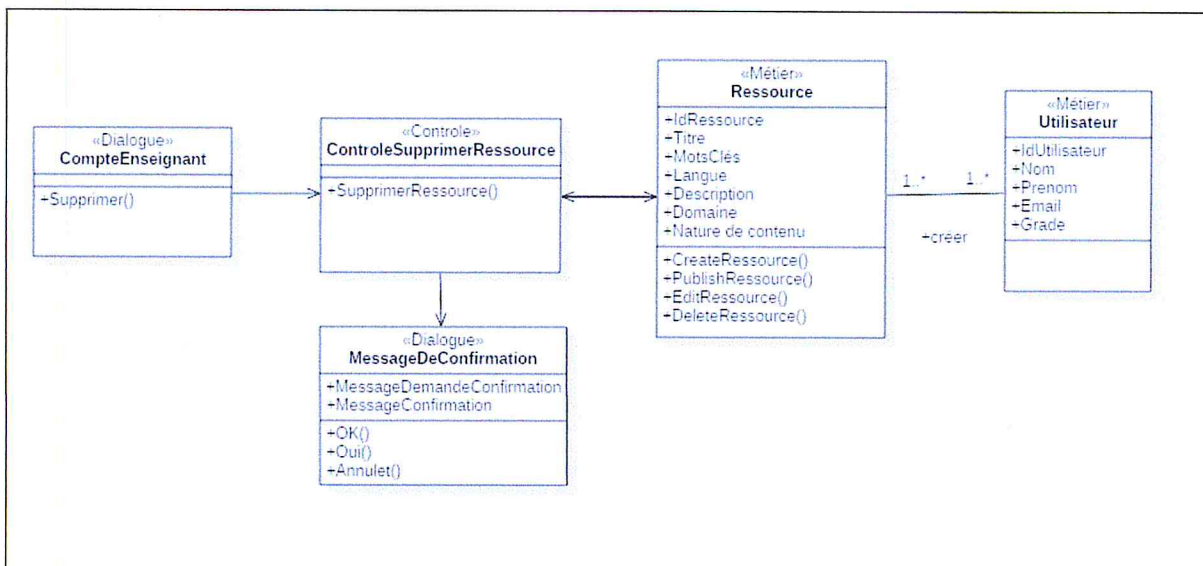 «Dialogue»
CompteEnseignant
+Supprimer()
«Controle»
ControleSupprimerRessource
+SupprimerRessource()
«Dialogue»
MessageDeConfirmation
+MessageDemandeConfirmation
+MessageConfirmation
+OK()
+Oui()
+Annulet()
«Métier»
Ressource
+IdRessource
+Titre
+MotsClés
+Langue
+Description
+Domaine
+Nature de contenu
+CreateRessource()
+PublishRessource()
+EditRessource()
+DeleteRessource()
1..* 1..*
+créer
«Métier»
Utilisateur
+IdUtilisateur
+Nom
+Prenom
+Email
+Grade